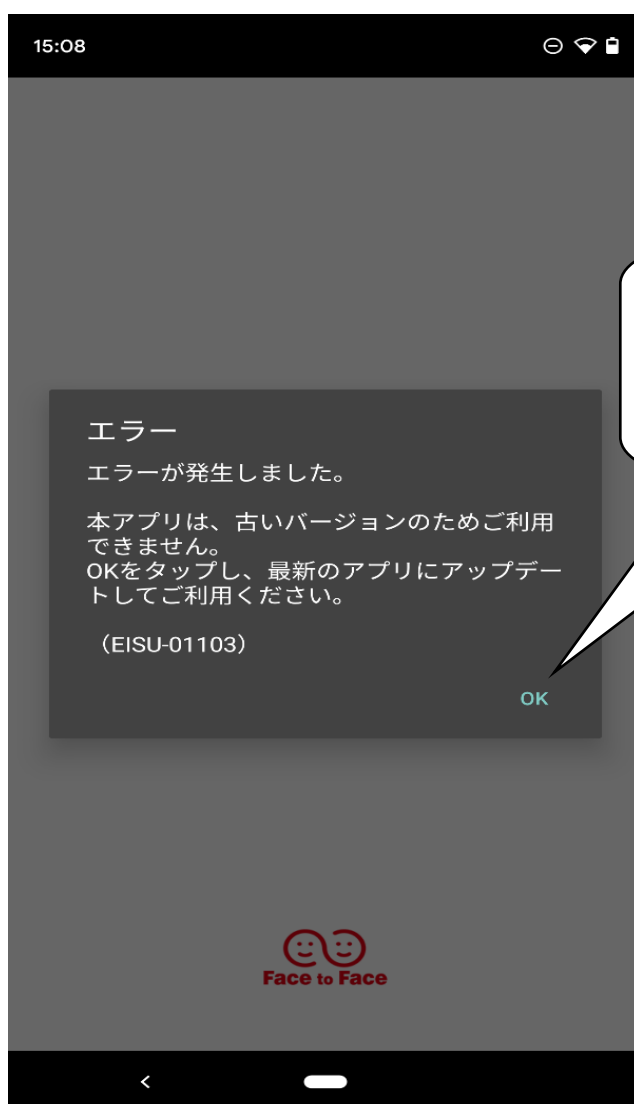 15:08
エラー
エラーが発生しました。
本アプリは、古いバージョンのためご利用
できません。
OKをタップし、最新のアプリにアップデー
トしてご利用ください。
（EISU-01103）
OK
Face to Face